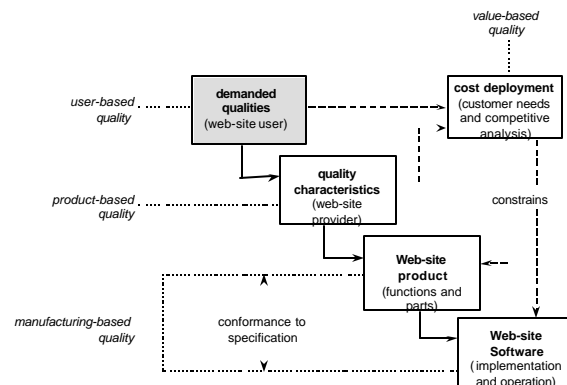 value-based
quality
demanded
qualities
(web-site user)
cost deployment
(customer needs
and competitive
analysis)
user-based
quality
quality
characteristics
(web-site
provider)
product-based
quality
constrains
Web-site
product
(functions and
parts)
manufacturing-based
quality
conformance to
specification
Web-site
Software
( implementation
and operation)